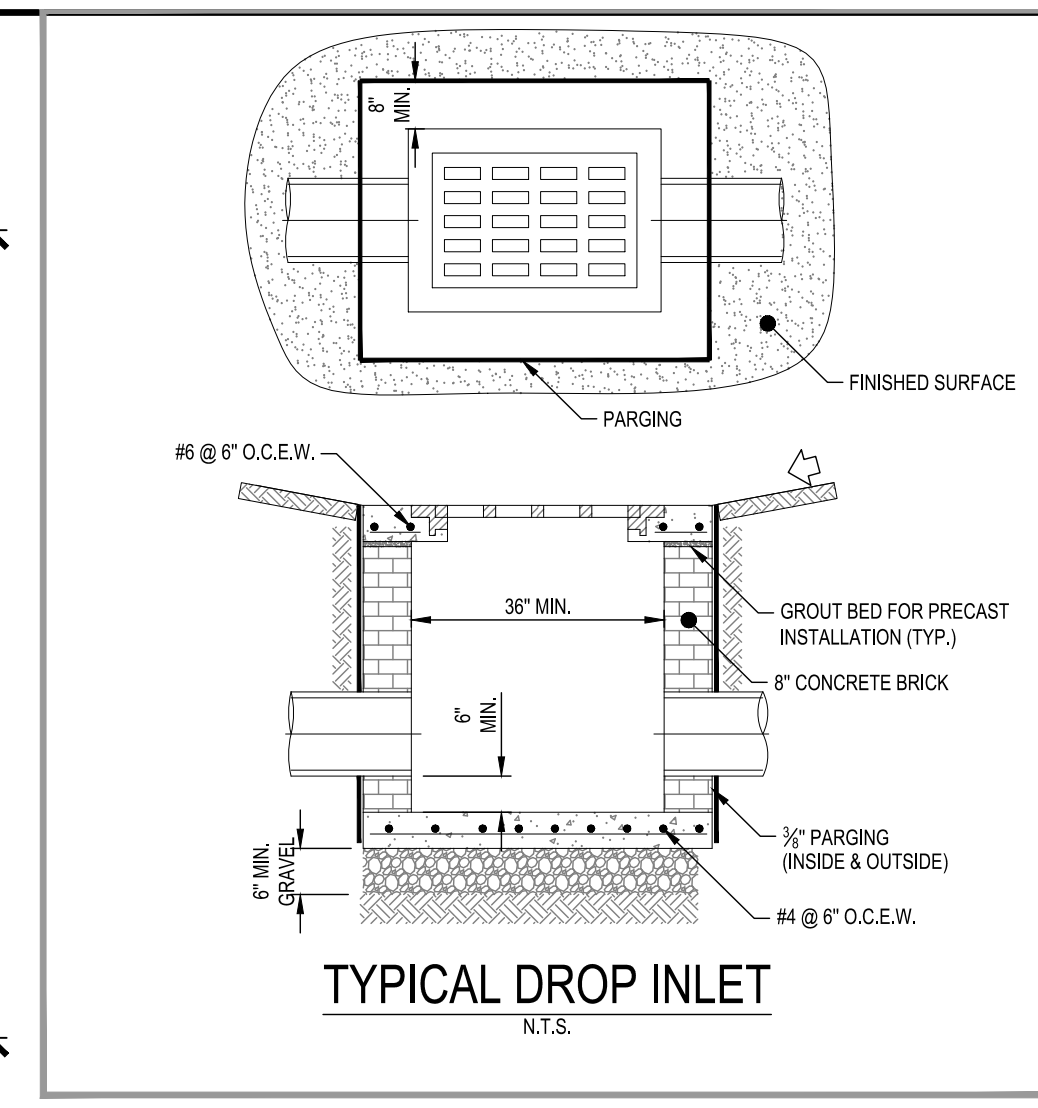 8"
MIN.
FINISHED SURFACE
PARGING
#6 @ 6" O.C.E.W.
36" MIN.
GROUT BED FOR PRECAST
INSTALLATION (TYP.)
8" CONCRETE BRICK
6"
MIN.
⅜" PARGING
(INSIDE & OUTSIDE)
6" MIN.
GRAVEL
#4 @ 6" O.C.E.W.
TYPICAL DROP INLET
N.T.S.